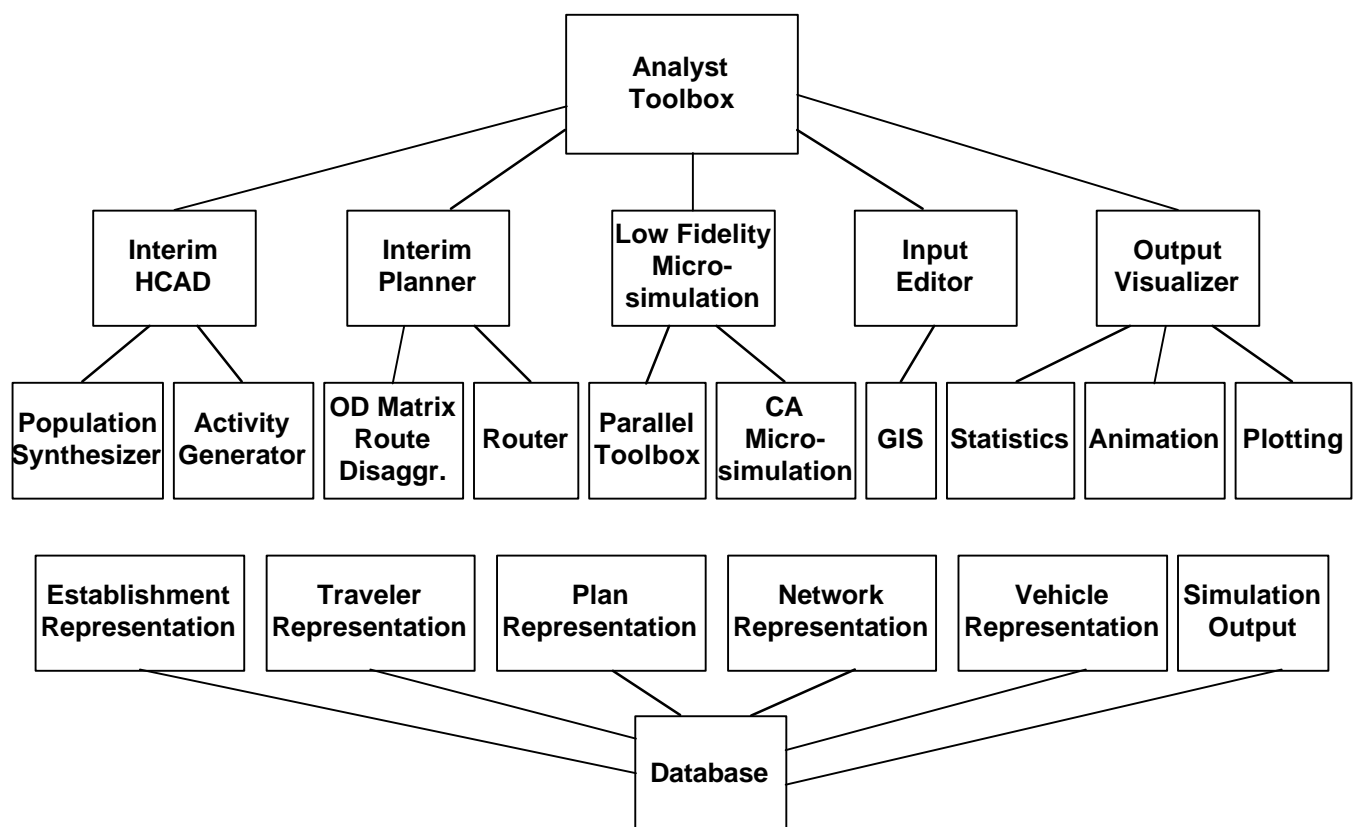 Analyst
Toolbox
Interim
HCAD
Interim
Planner
Low Fidelity
Micro-
simulation
Input
Editor
Output
Visualizer
Population
Synthesizer
Activity
Generator
OD Matrix
Route
Disaggr.
Router
Parallel
Toolbox
CA
Micro-
simulation
GIS
Statistics
Animation
Plotting
Establishment
Representation
Traveler
Representation
Plan
Representation
Network
Representation
Vehicle
Representation
Simulation
Output
Database